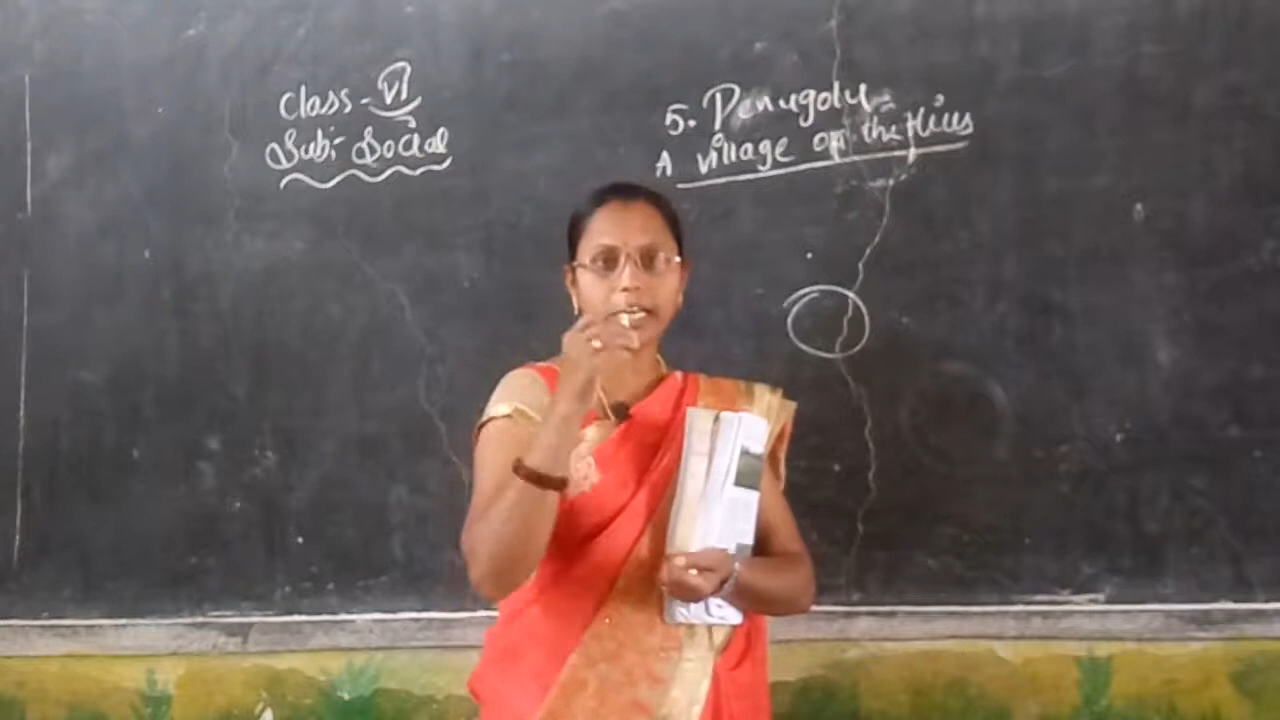 Class - VI
Sub:- Social
5. Penugolu -
A village on the Hills